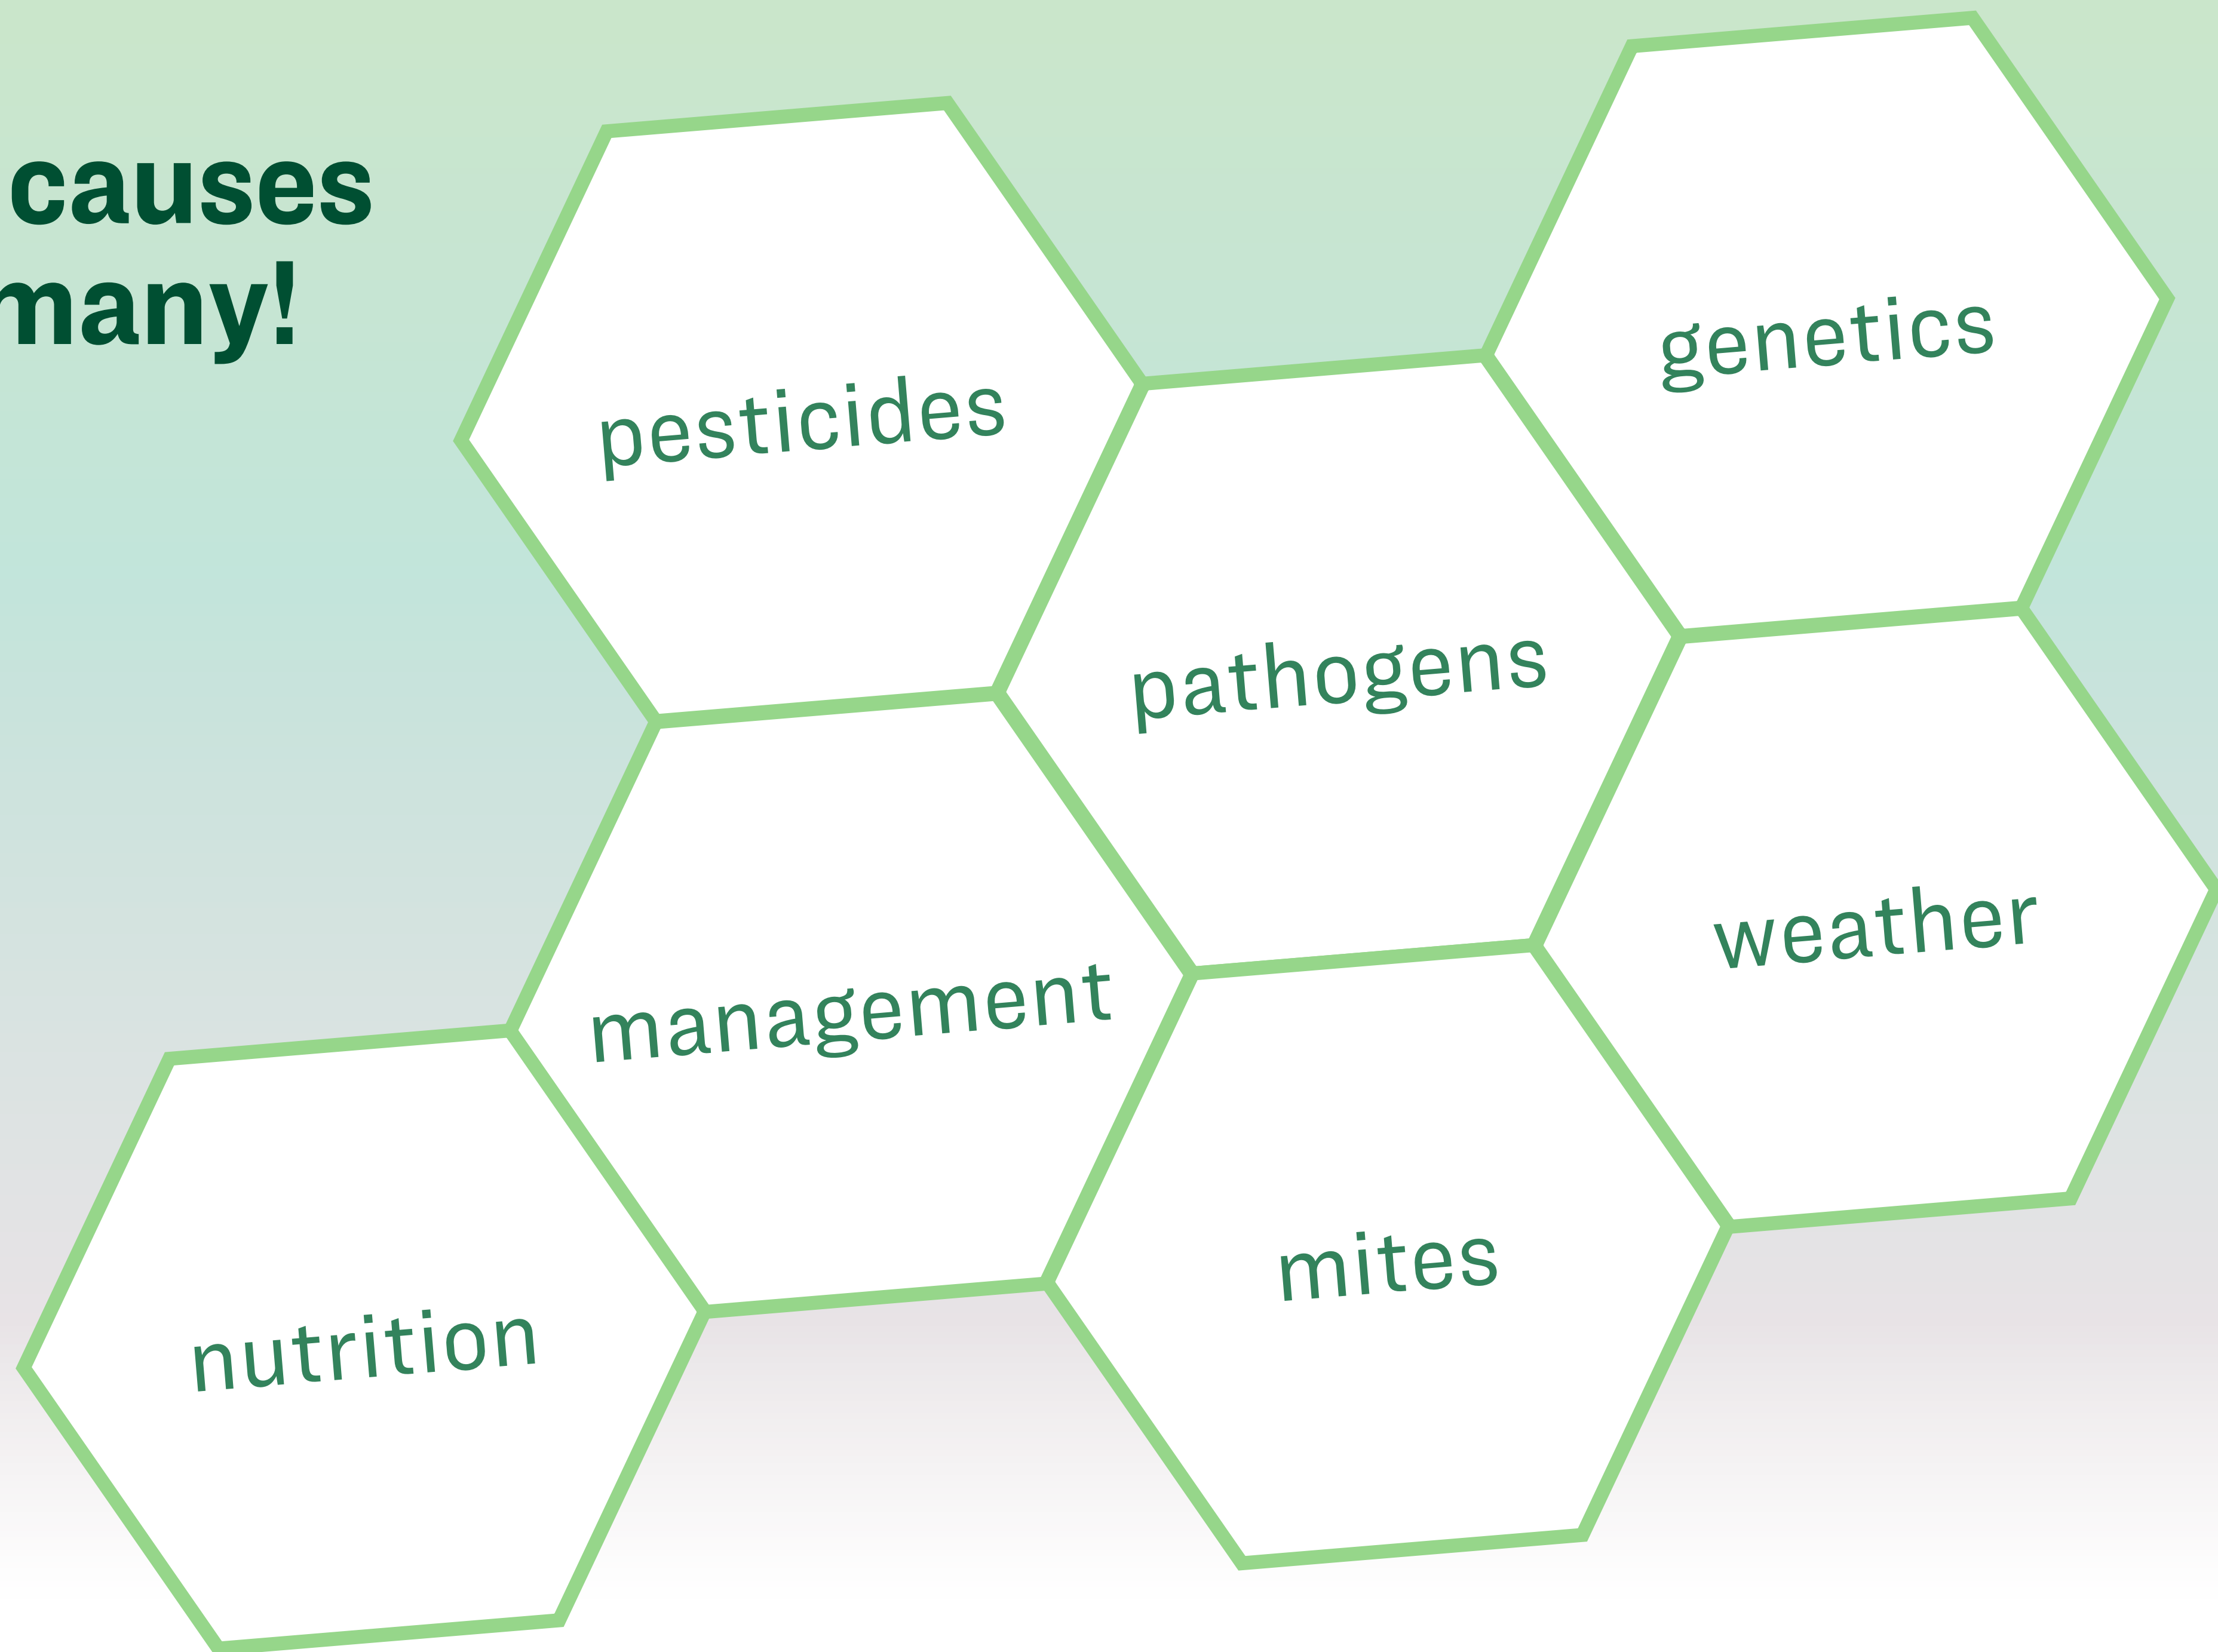 causes
many!
genetics
pesticides
pathogens
weather
management
mites
nutrition